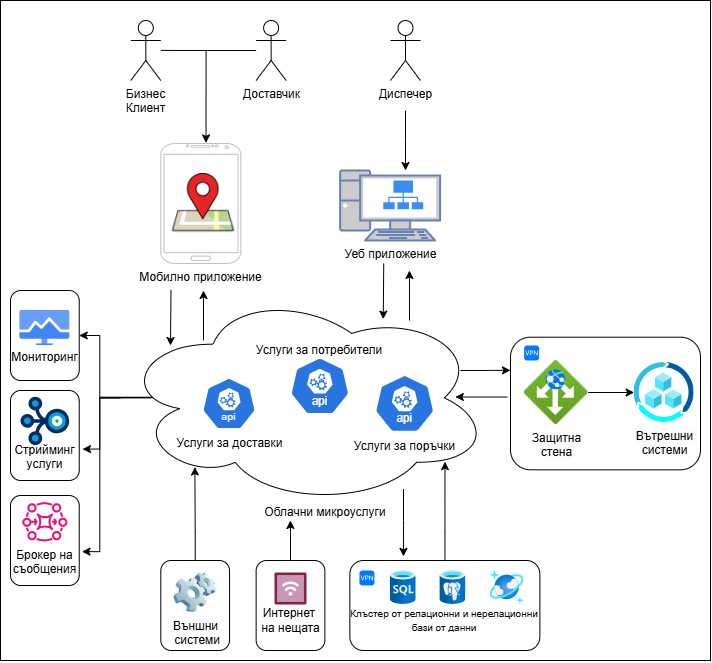 Бизнес
Клиент
Доставчик
Диспечер
Мобилно приложение
Уеб приложение
Мониторинг
Стрийминг
услуги
Брокер на
съобщения
Услуги за потребители
api
api
api
Услуги за доставки
Услуги за поръчки
Облачни микроуслуги
VPN
Защитна
стена
Вътрешни
системи
Външни
системи
Интернет
на нещата
VPN
SQL
Клъстер от релационни и нерелационни
бази от данни